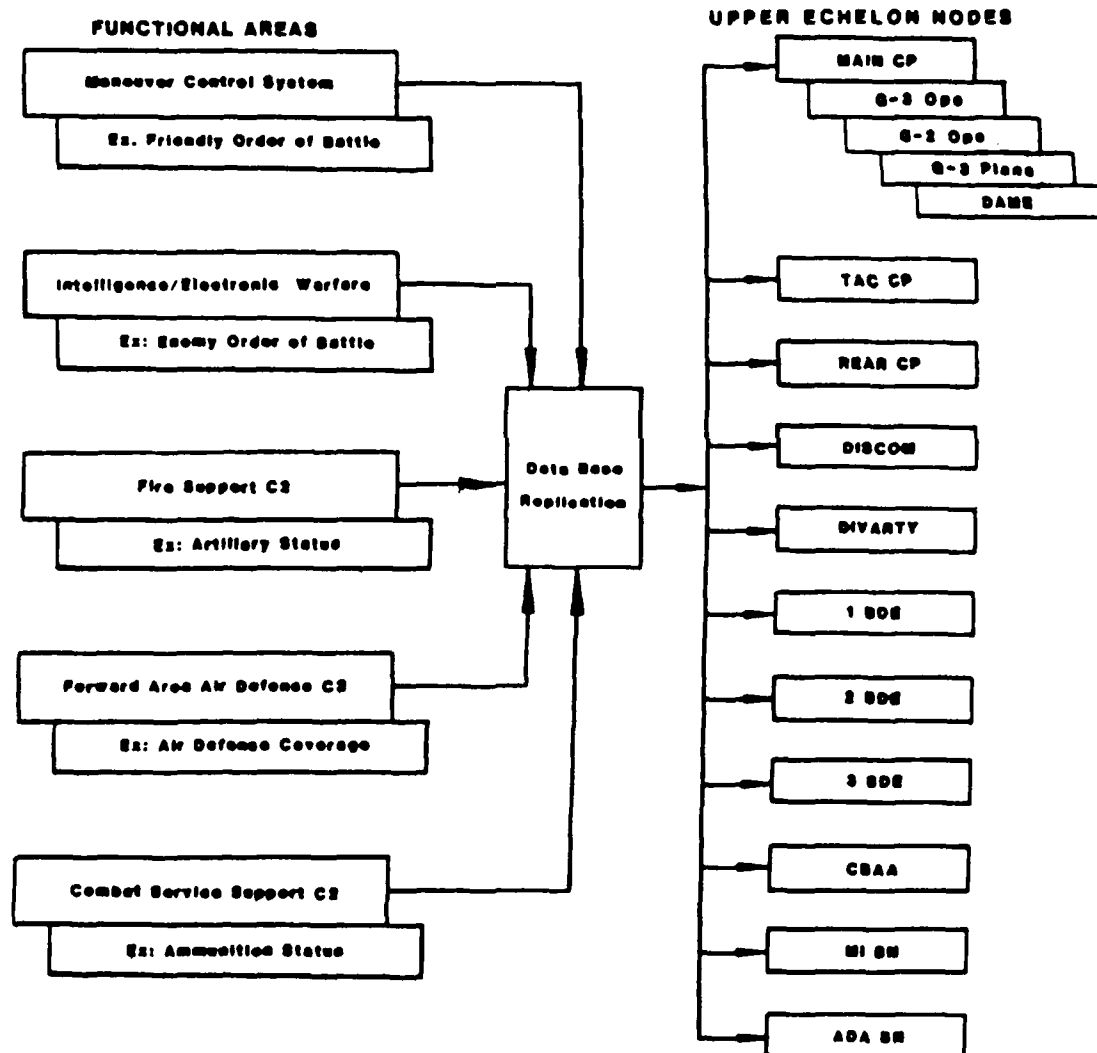 FUNCTIONAL AREAS
Maneuver Control System
Ex. Friendly Order of Battle
Intelligence/Electronic Warfare
Ex: Enemy Order of Battle
Fire Support C2
Ex: Artillery Status
Forward Area Air Defense C2
Ex: Air Defense Coverage
Combat Service Support C2
Ex: Ammunition Status
Data Base
Replication
UPPER ECHELON NODES
MAIN CP
G-3 Ops
G-2 Ops
G-3 Plans
DAME
TAC CP
REAR CP
DISCOM
DIVARTY
1 BDE
2 BDE
3 BDE
CBAA
MI BN
ADA BN